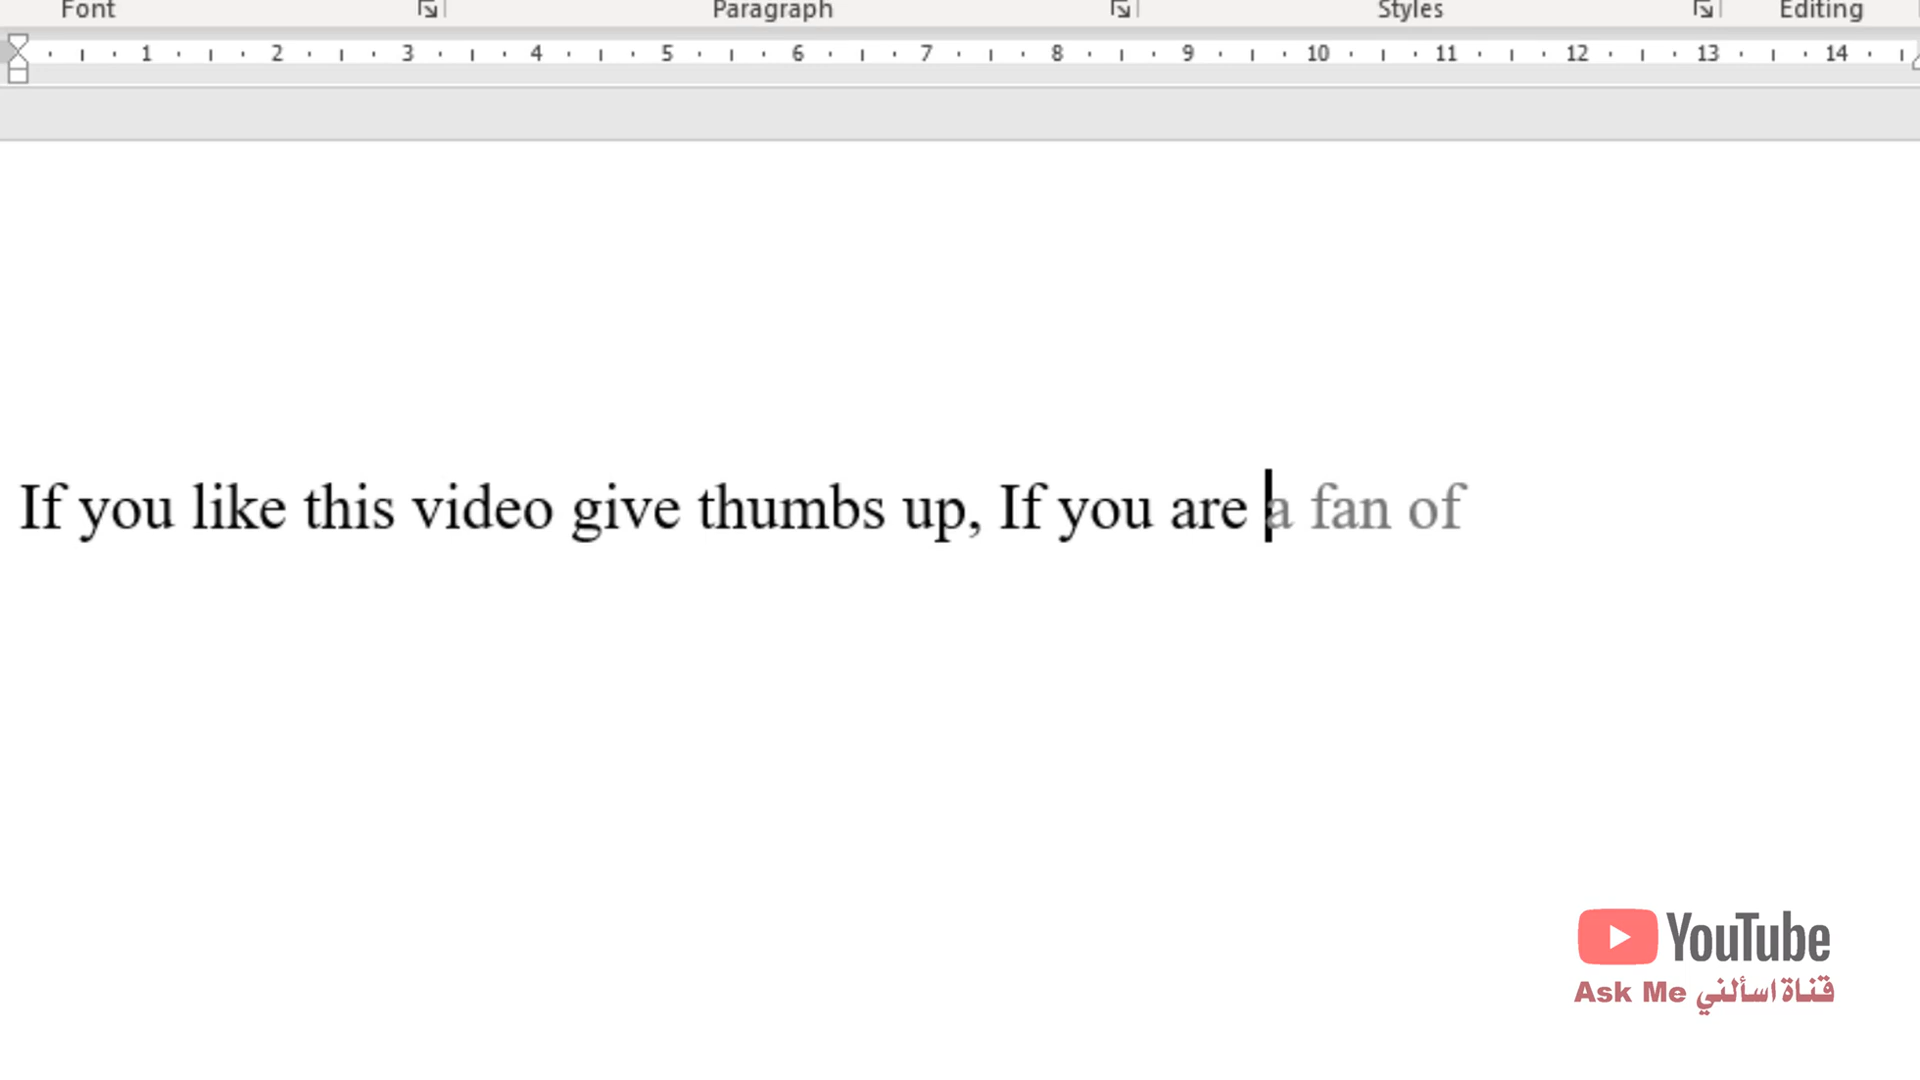 Font Paragraph Styles Editing
1 2 3 4 5 6 7 8 9 10 11 12 13 14
If you like this video give thumbs up, If you are a fan of
YouTube
Ask Me قناة اسألني